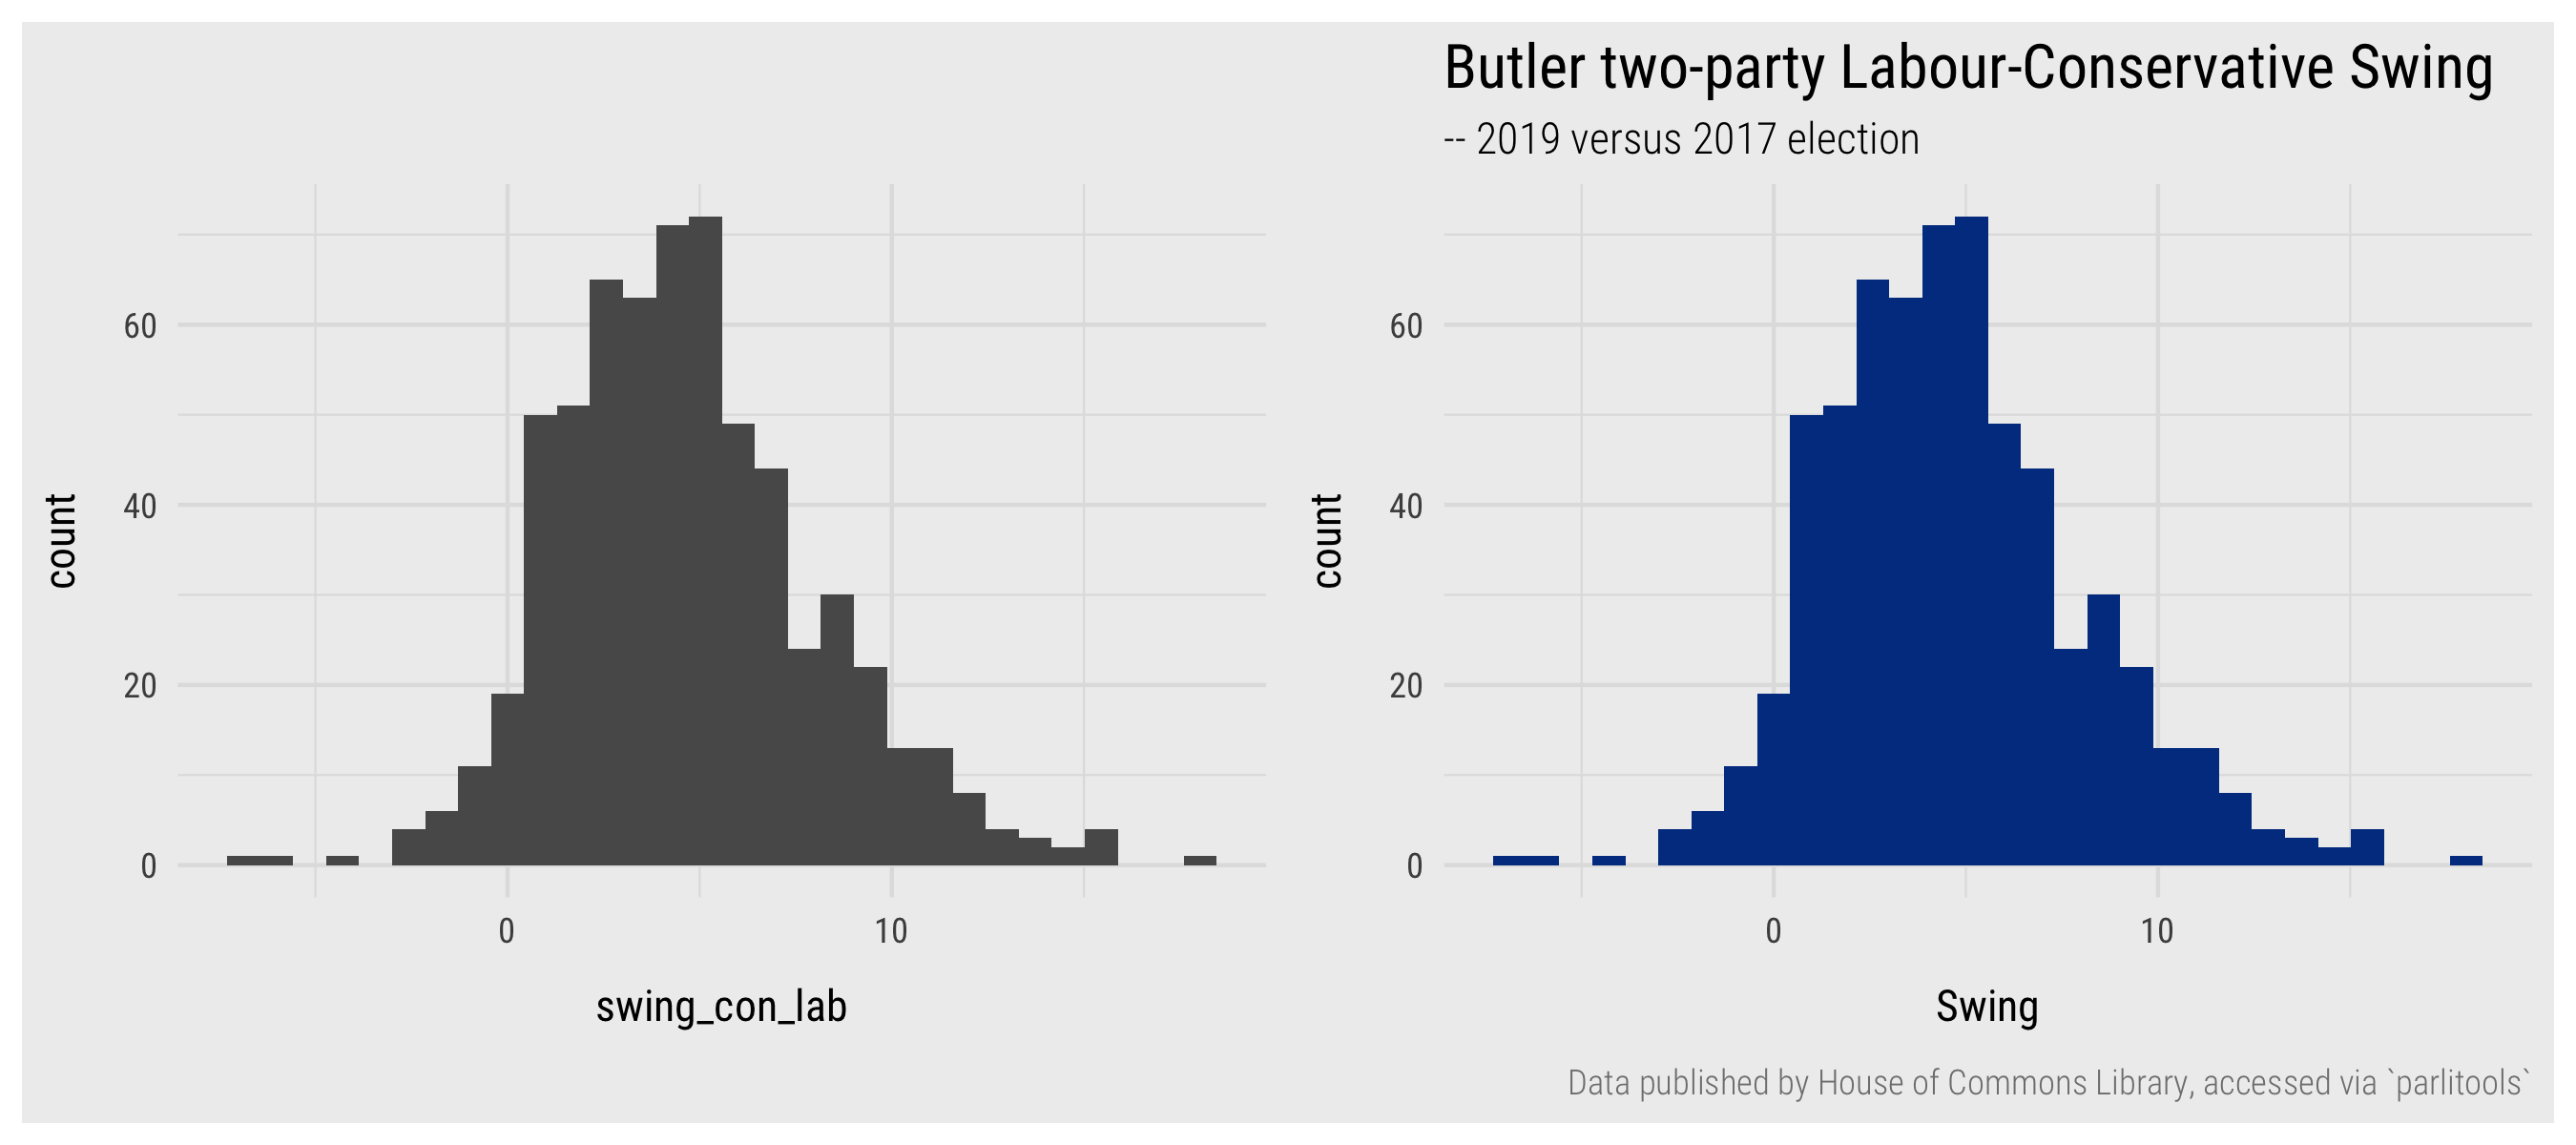 Butler two-party Labour-Conservative Swing
-- 2019 versus 2017 election
count
60
40
20
0
0
10
swing_con_lab
count
60
40
20
0
0
10
Swing
Data published by House of Commons Library, accessed via `parlitools`